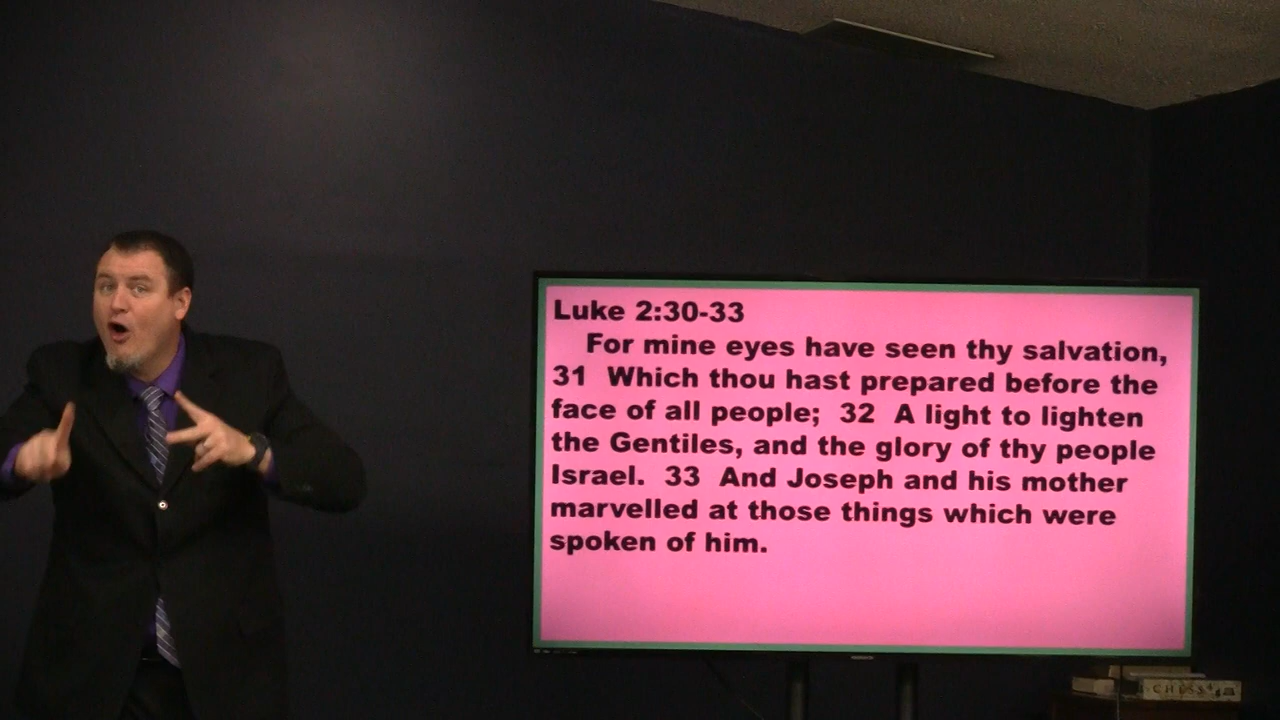 Luke 2:30-33
For mine eyes have seen thy salvation,
31 Which thou hast prepared before the
face of all people; 32 A light to lighten
the Gentiles, and the glory of thy people
Israel. 33 And Joseph and his mother
marvelled at those things which were
spoken of him.
CHESS